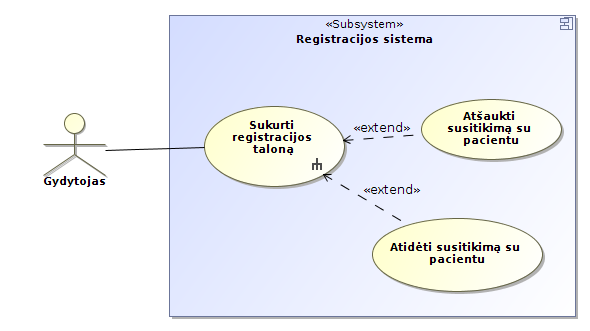 «Subsystem»
Registracijos sistema
Sukurti
registracijos
taloną
«extend»
Atšaukti
susitikimą su
pacientu
Gydytojas
«extend»
Atidėti susitikimą su
pacientu